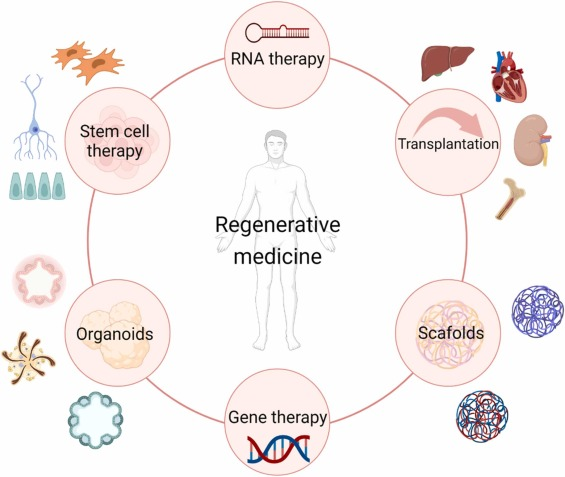 RNA therapy
Stem cell
therapy
Transplantation
Regenerative
medicine
Organoids
Scafolds
Gene therapy